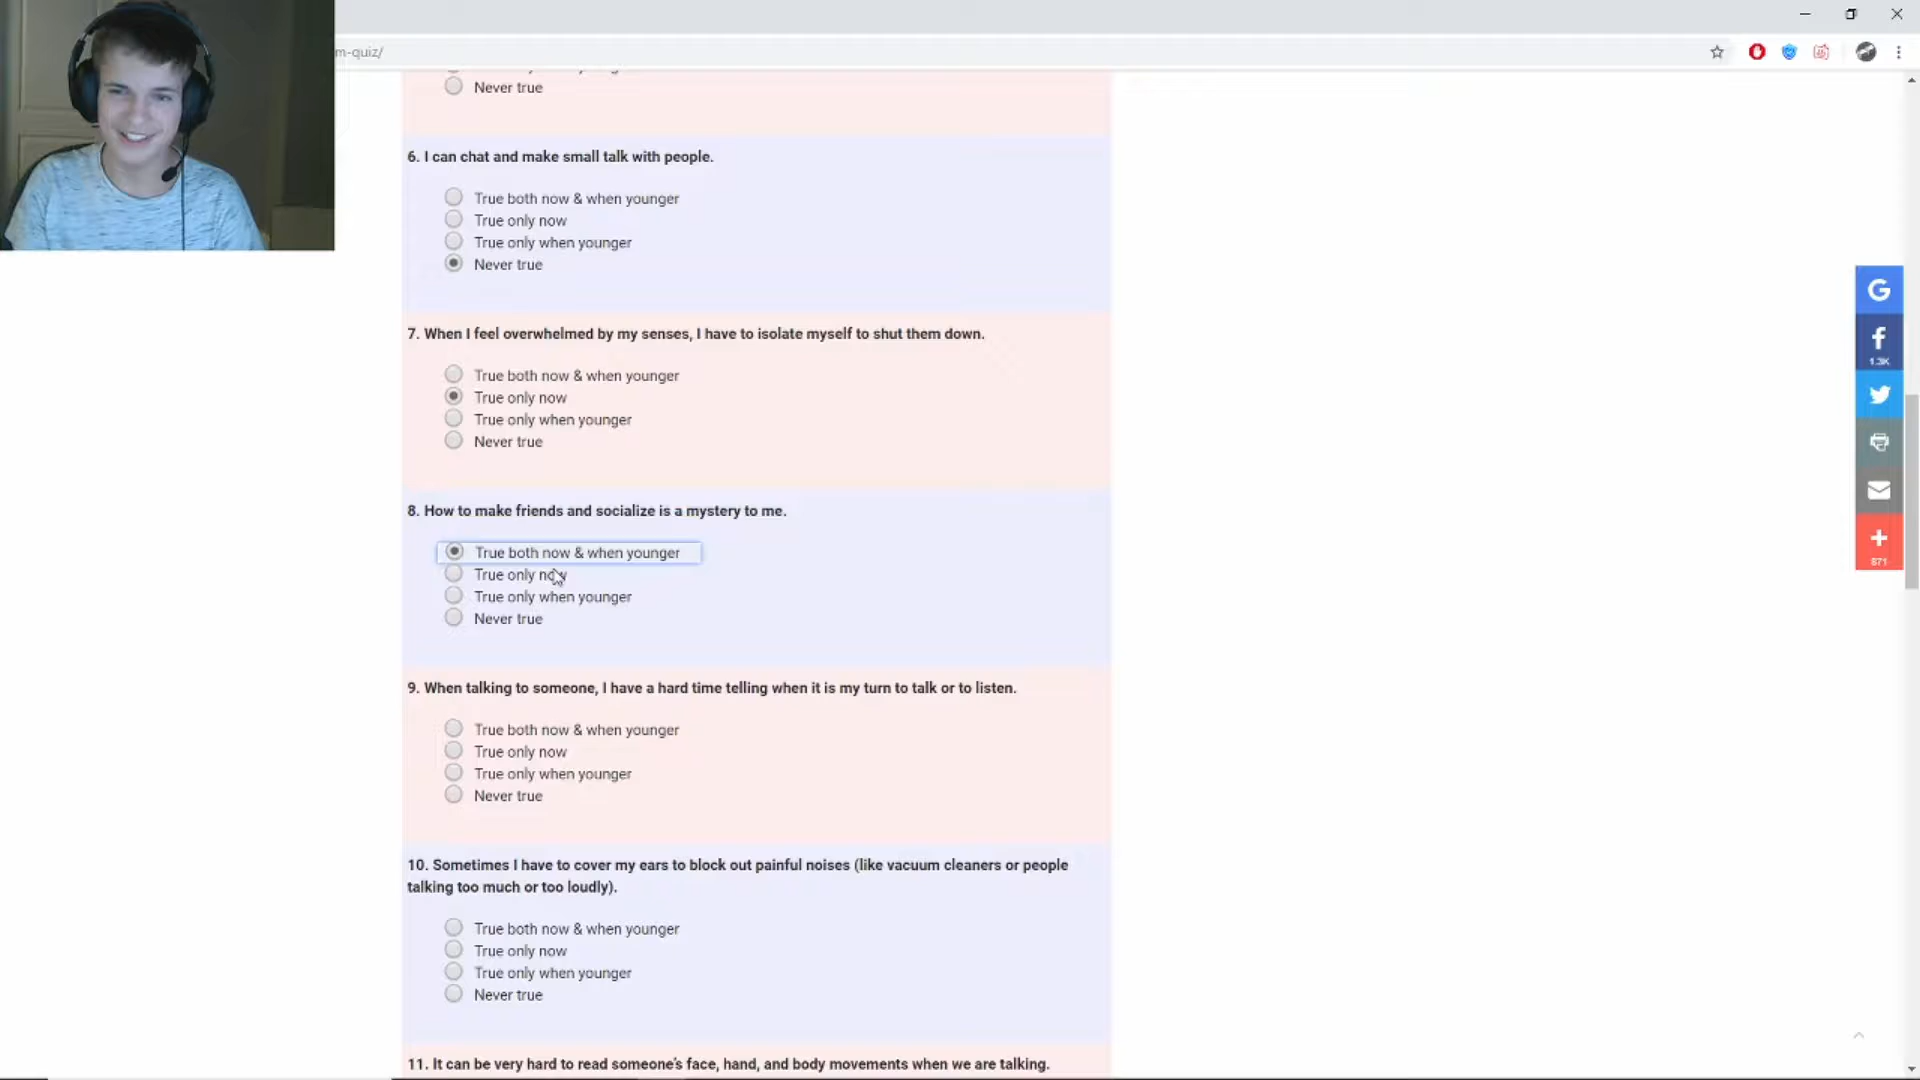 m-quiz/
Never true
6. I can chat and make small talk with people.
True both now & when younger
True only now
True only when younger
Never true
7. When I feel overwhelmed by my senses, I have to isolate myself to shut them down.
True both now & when younger
True only now
True only when younger
Never true
8. How to make friends and socialize is a mystery to me.
True both now & when younger
True only now
True only when younger
Never true
9. When talking to someone, I have a hard time telling when it is my turn to talk or to listen.
True both now & when younger
True only now
True only when younger
Never true
10. Sometimes I have to cover my ears to block out painful noises (like vacuum cleaners or people
talking too much or too loudly).
True both now & when younger
True only now
True only when younger
Never true
11. It can be very hard to read someone's face, hand, and body movements when we are talking.
G
f
1.3K
871